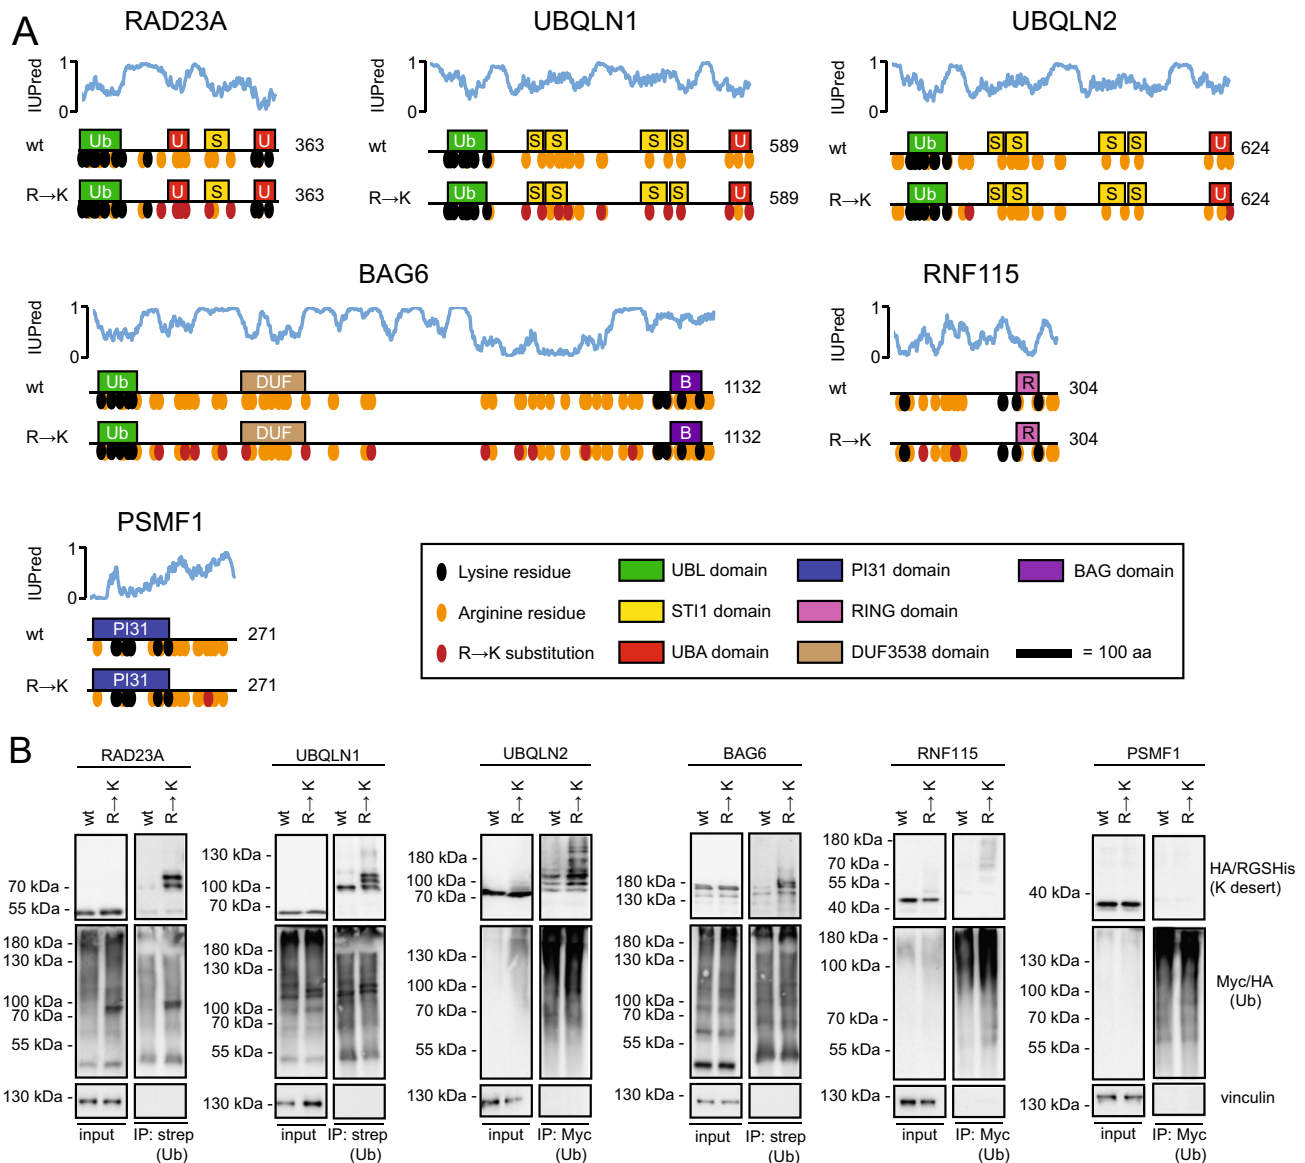 A
RAD23A
UBQLN1
UBQLN2
IUPred
1
0
IUPred
1
0
IUPred
1
0
wt
Ub
U
S
U
363
wt
Ub
S
S
S
S
U
589
wt
Ub
S
S
S
S
U
624
R→K
Ub
U
S
U
363
R→K
Ub
S
S
S
S
U
589
R→K
Ub
S
S
S
S
U
624
BAG6
RNF115
IUPred
1
0
IUPred
1
0
wt
Ub
DUF
B
1132
wt
R
304
R→K
Ub
DUF
B
1132
R→K
R
304
PSMF1
IUPred
1
0
wt
PI31
271
R→K
PI31
271
Lysine residue
UBL domain
PI31 domain
BAG domain
Arginine residue
STI1 domain
RING domain
R→K substitution
UBA domain
DUF3538 domain
= 100 aa
B
RAD23A
wt
R→K
wt
R→K
70 kDa -
55 kDa -
180 kDa -
130 kDa -
100 kDa -
70 kDa -
55 kDa -
130 kDa -
input
IP: strep
(Ub)
UBQLN1
wt
R→K
wt
R→K
130 kDa -
100 kDa -
70 kDa -
180 kDa -
130 kDa -
100 kDa -
70 kDa -
55 kDa -
130 kDa -
input
IP: strep
(Ub)
UBQLN2
wt
R→K
wt
R→K
180 kDa -
130 kDa -
100 kDa -
70 kDa -
130 kDa -
100 kDa -
70 kDa -
55 kDa -
130 kDa -
input
IP: Myc
(Ub)
BAG6
wt
R→K
wt
R→K
180 kDa -
130 kDa -
180 kDa -
130 kDa -
100 kDa -
70 kDa -
55 kDa -
130 kDa -
input
IP: strep
(Ub)
RNF115
wt
R→K
wt
R→K
180 kDa -
70 kDa -
55 kDa -
40 kDa -
180 kDa -
100 kDa -
70 kDa -
55 kDa -
130 kDa -
input
IP: Myc
(Ub)
PSMF1
wt
R→K
wt
R→K
40 kDa -
130 kDa -
100 kDa -
70 kDa -
55 kDa -
130 kDa -
input
IP: Myc
(Ub)
HA/RGSHis
(K desert)
Myc/HA
(Ub)
vinculin